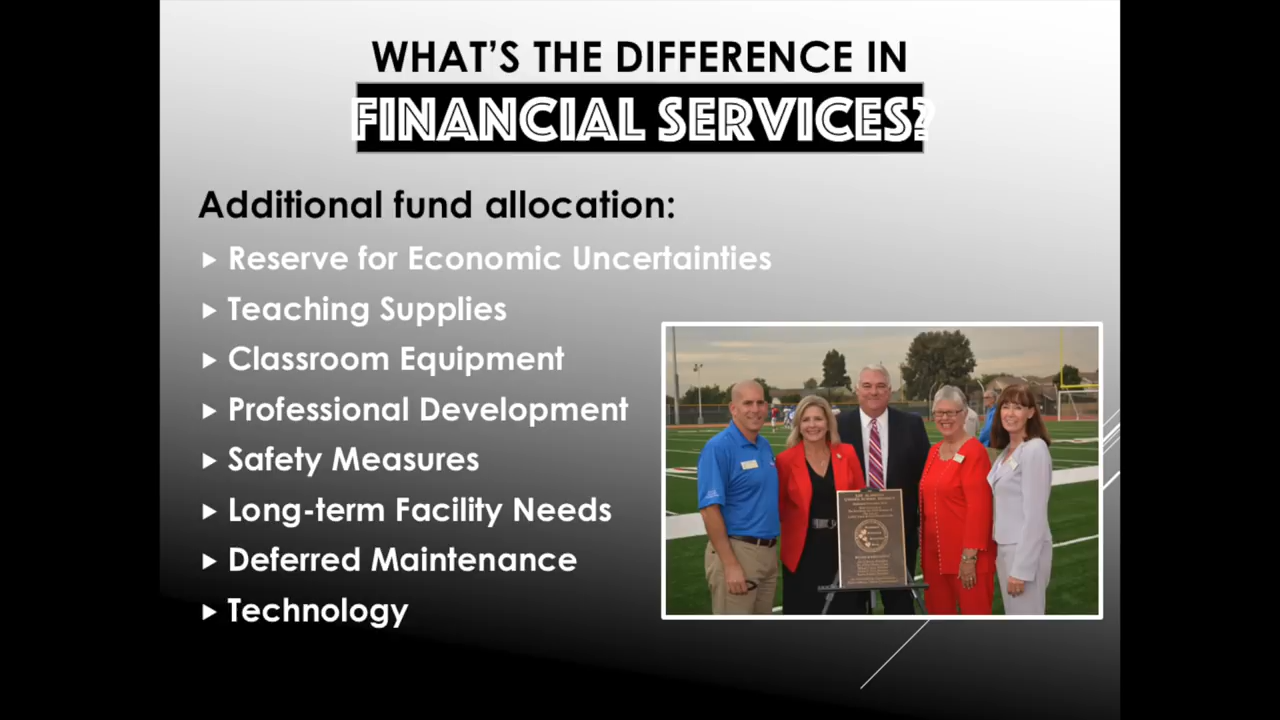 WHAT'S THE DIFFERENCE IN
FINANCIAL SERVICES?
Additional fund allocation:
Reserve for Economic Uncertainties
Teaching Supplies
Classroom Equipment
Professional Development
Safety Measures
Long-term Facility Needs
Deferred Maintenance
Technology